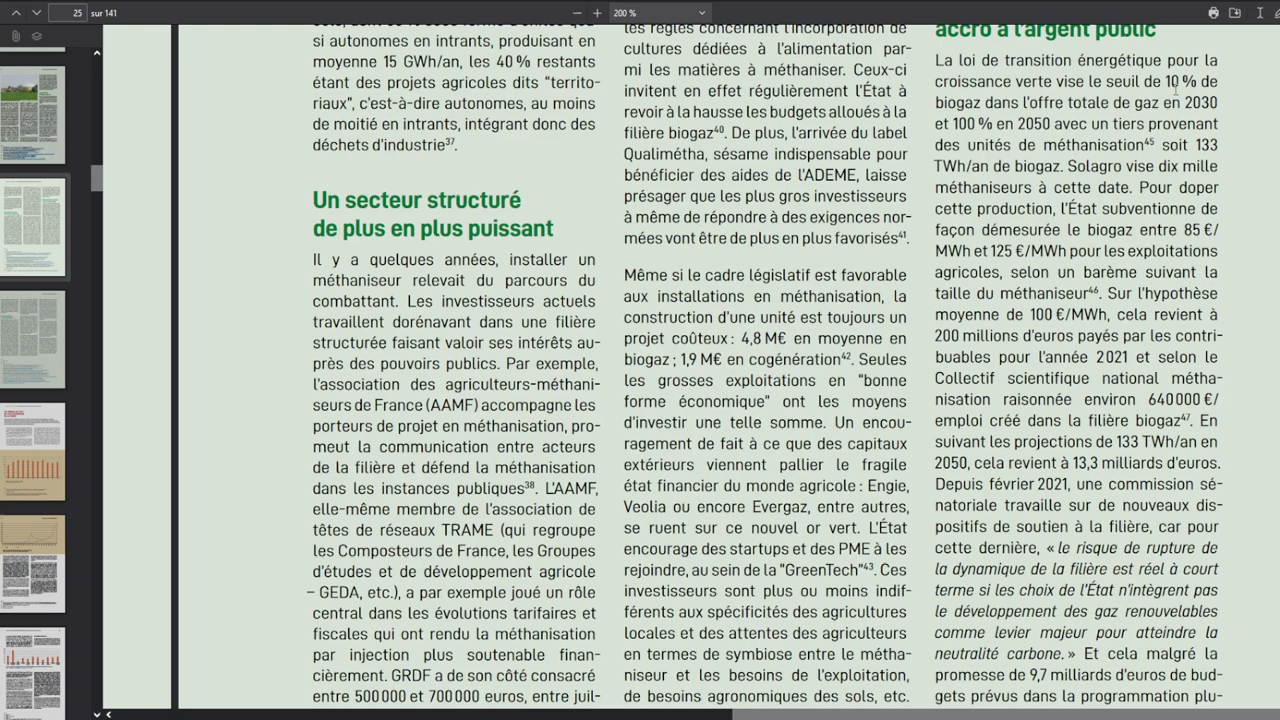 25
sur 141
200 %
sols, dont 60 % sous forme
si autonomes en intrants, produisant en
moyenne 15 GWh/an, les 40 % restants
étant des projets agricoles dits "territo-
riaux", c'est-à-dire autonomes, au moins
de moitié en intrants, intégrant donc des
déchets d'industrie37.
Un secteur structuré
de plus en plus puissant
Il y a quelques années, installer un
méthaniseur relevait du parcours du
combattant. Les investisseurs actuels
travaillent dorénavant dans une filière
structurée faisant valoir ses intérêts au-
près des pouvoirs publics. Par exemple,
l'association des agriculteurs-méthani-
seurs de France (AAMF) accompagne les
porteurs de projet en méthanisation, pro-
meut la communication entre acteurs
de la filière et défend la méthanisation
dans les instances publiques38. L'AAMF,
elle-même membre de l'association de
têtes de réseaux TRAME (qui regroupe
les Composteurs de France, les Groupes
d'études et de développement agricole
– GEDA, etc.), a par exemple joué un rôle
central dans les évolutions tarifaires et
fiscales qui ont rendu la méthanisation
par injection plus soutenable finan-
cièrement. GRDF a de son côté consacré
entre 500 000 et 700 000 euros, entre juil-
les règles concernant l'incorporation de
cultures dédiées à l'alimentation par-
mi les matières à méthaniser. Ceux-ci
invitent en effet régulièrement l'État à
revoir à la hausse les budgets alloués à la
filière biogaz40. De plus, l'arrivée du label
Qualimétha, sésame indispensable pour
bénéficier des aides de l'ADEME, laisse
présager que les plus gros investisseurs
à même de répondre à des exigences nor-
mées vont être de plus en plus favorisés41.
Même si le cadre législatif est favorable
aux installations en méthanisation, la
construction d'une unité est toujours un
projet coûteux : 4,8 M€ en moyenne en
biogaz ; 1,9 M€ en cogénération42. Seules
les grosses exploitations en "bonne
forme économique" ont les moyens
d'investir une telle somme. Un encou-
ragement de fait à ce que des capitaux
extérieurs viennent pallier le fragile
état financier du monde agricole : Engie,
Veolia ou encore Evergaz, entre autres,
se ruent sur ce nouvel or vert. L'État
encourage des startups et des PME à les
rejoindre, au sein de la "GreenTech"43. Ces
investisseurs sont plus ou moins indif-
férents aux spécificités des agricultures
locales et des attentes des agriculteurs
en termes de symbiose entre le métha-
niseur et les besoins de l'exploitation,
de besoins agronomiques des sols, etc.
accro à l'argent public
La loi de transition énergétique pour la
croissance verte vise le seuil de 10 % de
biogaz dans l'offre totale de gaz en 2030
et 100 % en 2050 avec un tiers provenant
des unités de méthanisation45 soit 133
TWh/an de biogaz. Solagro vise dix mille
méthaniseurs à cette date. Pour doper
cette production, l'État subventionne de
façon démesurée le biogaz entre 85 €/
MWh et 125 €/MWh pour les exploitations
agricoles, selon un barème suivant la
taille du méthaniseur46. Sur l'hypothèse
moyenne de 100 €/MWh, cela revient à
200 millions d'euros payés par les contri-
buables pour l'année 2021 et selon le
Collectif scientifique national métha-
nisation raisonnée environ 640 000 €/
emploi créé dans la filière biogaz47. En
suivant les projections de 133 TWh/an en
2050, cela revient à 13,3 milliards d'euros.
Depuis février 2021, une commission sé-
natoriale travaille sur de nouveaux dis-
positifs de soutien à la filière, car pour
cette dernière, « le risque de rupture de
la dynamique de la filière est réel à court
terme si les choix de l'État n'intègrent pas
le développement des gaz renouvelables
comme levier majeur pour atteindre la
neutralité carbone. » Et cela malgré la
promesse de 9,7 milliards d'euros de bud-
gets prévus dans la programmation plu-